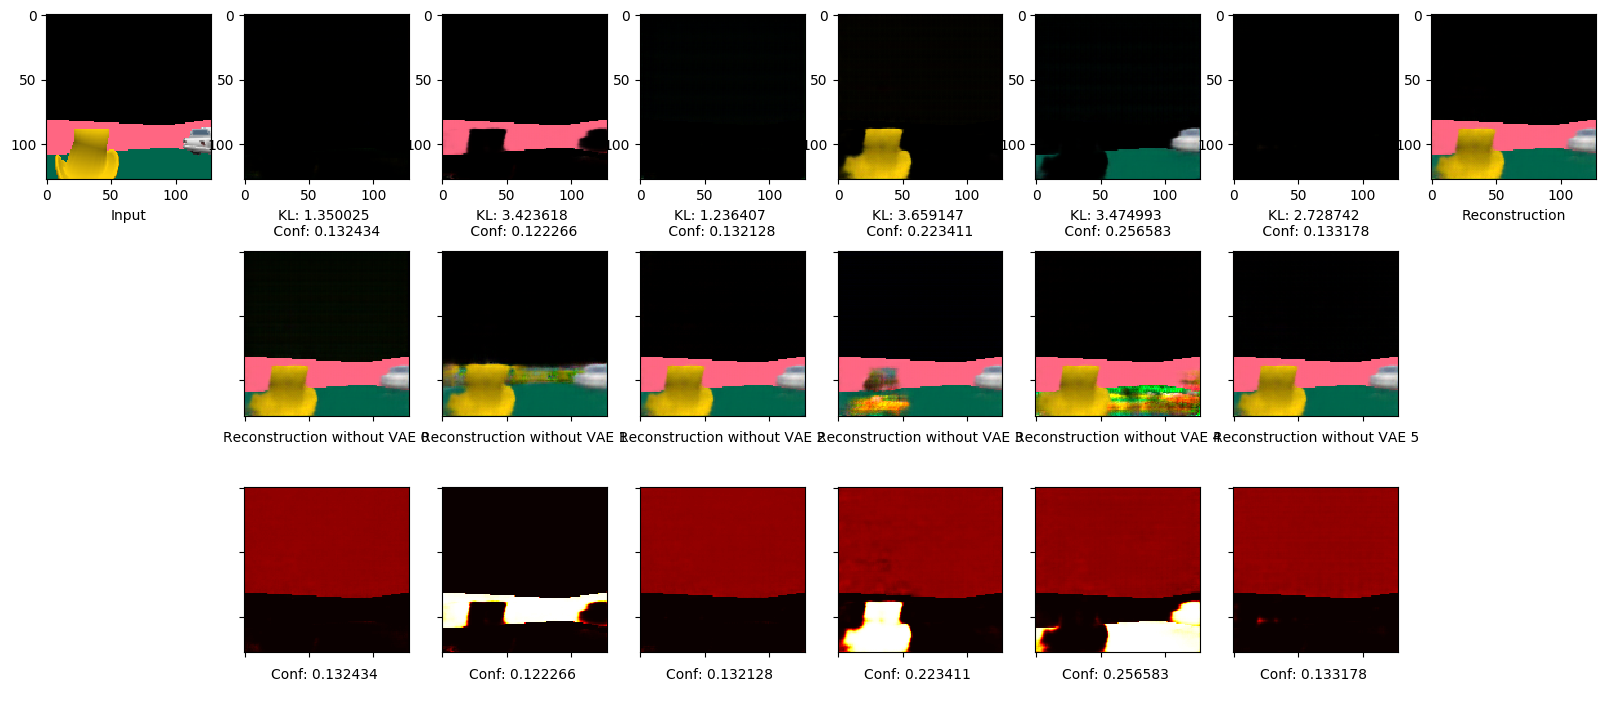 0
50
100
0 50 100
Input
0
50
100
0 50 100
KL: 1.350025
Conf: 0.132434
0
50
100
0 50 100
KL: 3.423618
Conf: 0.122266
0
50
100
0 50 100
KL: 1.236407
Conf: 0.132128
0
50
100
0 50 100
KL: 3.659147
Conf: 0.223411
0
50
100
0 50 100
KL: 3.474993
Conf: 0.256583
0
50
100
0 50 100
KL: 2.728742
Conf: 0.133178
0
50
100
0 50 100
Reconstruction
Reconstruction without VAE 0
Reconstruction without VAE 1
Reconstruction without VAE 2
Reconstruction without VAE 3
Reconstruction without VAE 4
Reconstruction without VAE 5
Conf: 0.132434
Conf: 0.122266
Conf: 0.132128
Conf: 0.223411
Conf: 0.256583
Conf: 0.133178